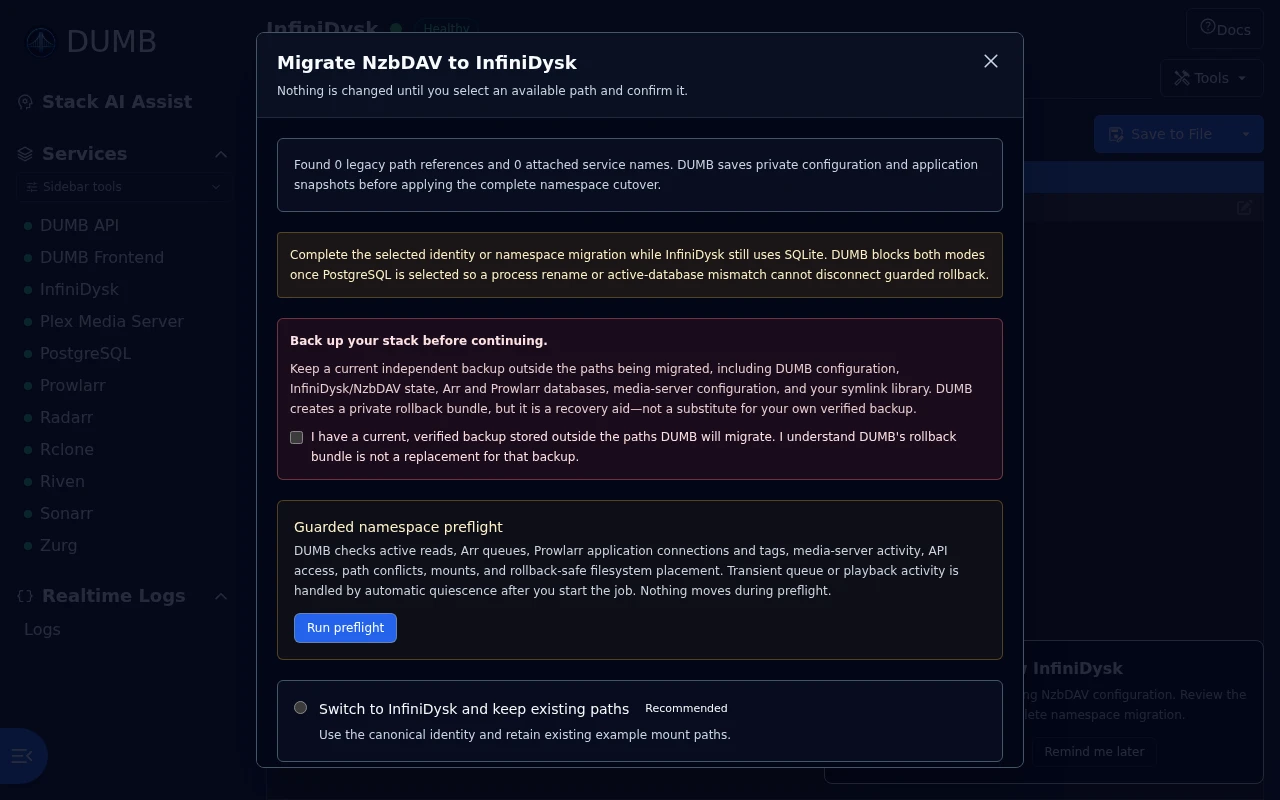 DUMB
InfiniDysk
Healthy
Docs
Stack AI Assist
Tools
Services
Save to File
Sidebar tools
DUMB API
DUMB Frontend
InfiniDysk
Plex Media Server
PostgreSQL
Prowlarr
Radarr
Rclone
Riven
Sonarr
Zurg
Realtime Logs
Logs
Migrate NzbDAV to InfiniDysk
Nothing is changed until you select an available path and confirm it.
Found 0 legacy path references and 0 attached service names. DUMB saves private configuration and application
snapshots before applying the complete namespace cutover.
Complete the selected identity or namespace migration while InfiniDysk still uses SQLite. DUMB blocks both modes
once PostgreSQL is selected so a process rename or active-database mismatch cannot disconnect guarded rollback.
Back up your stack before continuing.
Keep a current independent backup outside the paths being migrated, including DUMB configuration,
InfiniDysk/NzbDAV state, Arr and Prowlarr databases, media-server configuration, and your symlink library. DUMB
creates a private rollback bundle, but it is a recovery aid—not a substitute for your own verified backup.
I have a current, verified backup stored outside the paths DUMB will migrate. I understand DUMB's rollback
bundle is not a replacement for that backup.
Guarded namespace preflight
DUMB checks active reads, Arr queues, Prowlarr application connections and tags, media-server activity, API
access, path conflicts, mounts, and rollback-safe filesystem placement. Transient queue or playback activity is
handled by automatic quiescence after you start the job. Nothing moves during preflight.
Run preflight
Switch to InfiniDysk and keep existing paths Recommended
Use the canonical identity and retain existing example mount paths.
InfiniDysk
NzbDAV configuration. Review the
namespace migration.
Remind me later